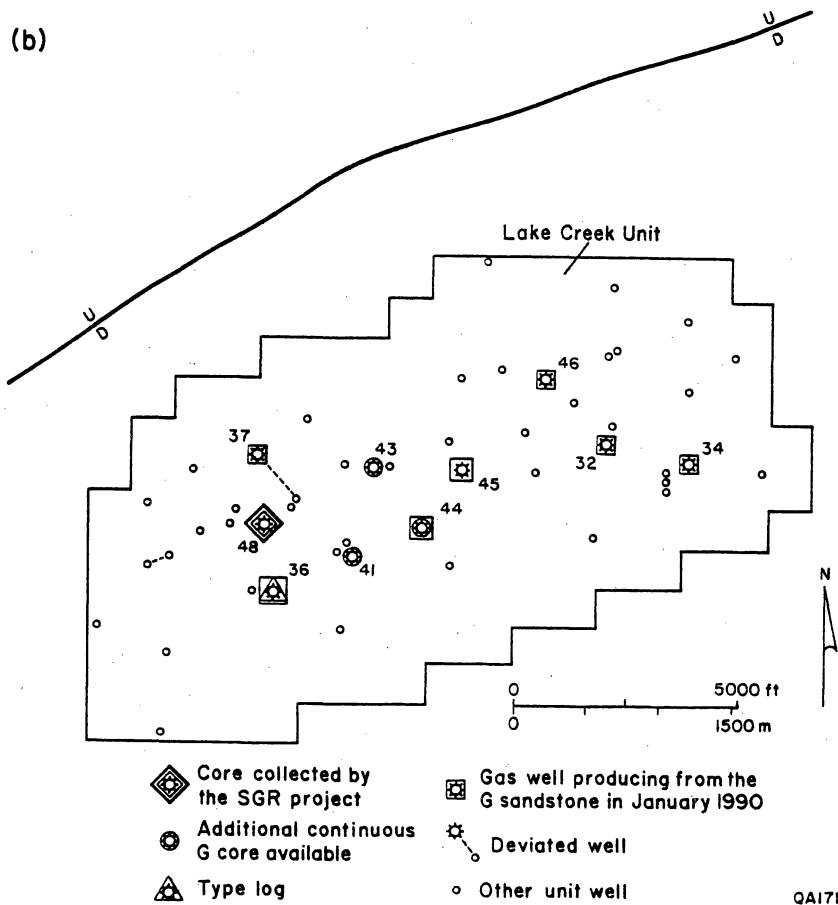 (b)
U
D
U
D
Lake Creek Unit
46
37
43
32
34
45
44
48
41
36
N
0 5000 ft
0 1500 m
Core collected by
the SGR project
Additional continuous
G core available
Type log
Gas well producing from the
G sandstone in January 1990
Deviated well
Other unit well